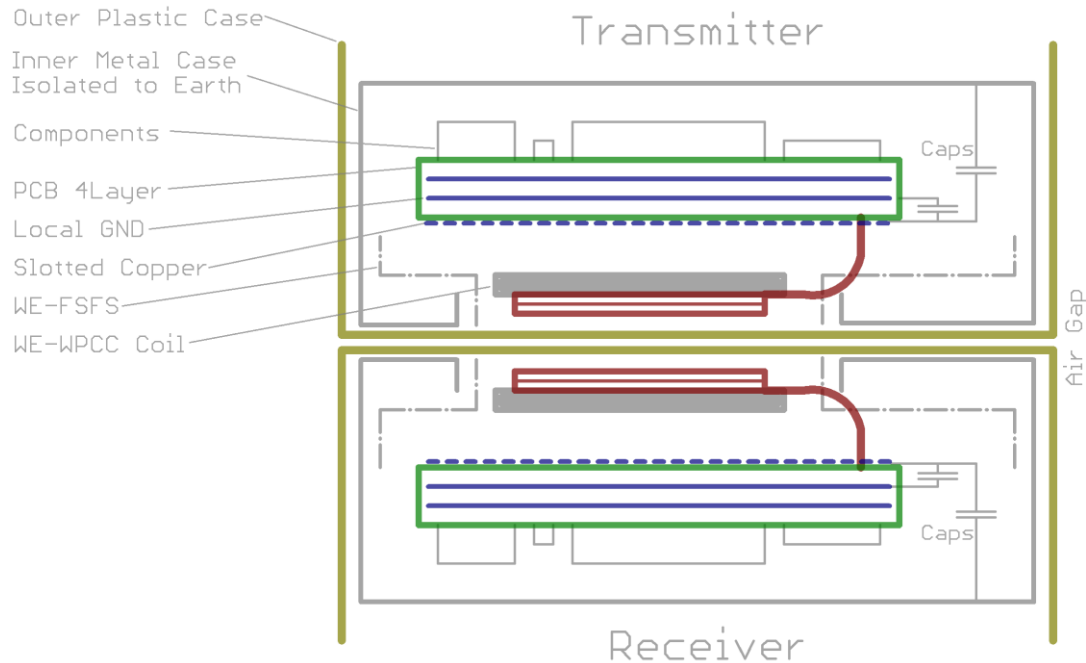 Transmitter
Outer Plastic Case
Inner Metal Case
Isolated to Earth
Components
PCB 4Layer
Local GND
Slotted Copper
WE-FSFS
WE-WPCC Coil
Caps
Air Gap
Caps
Receiver